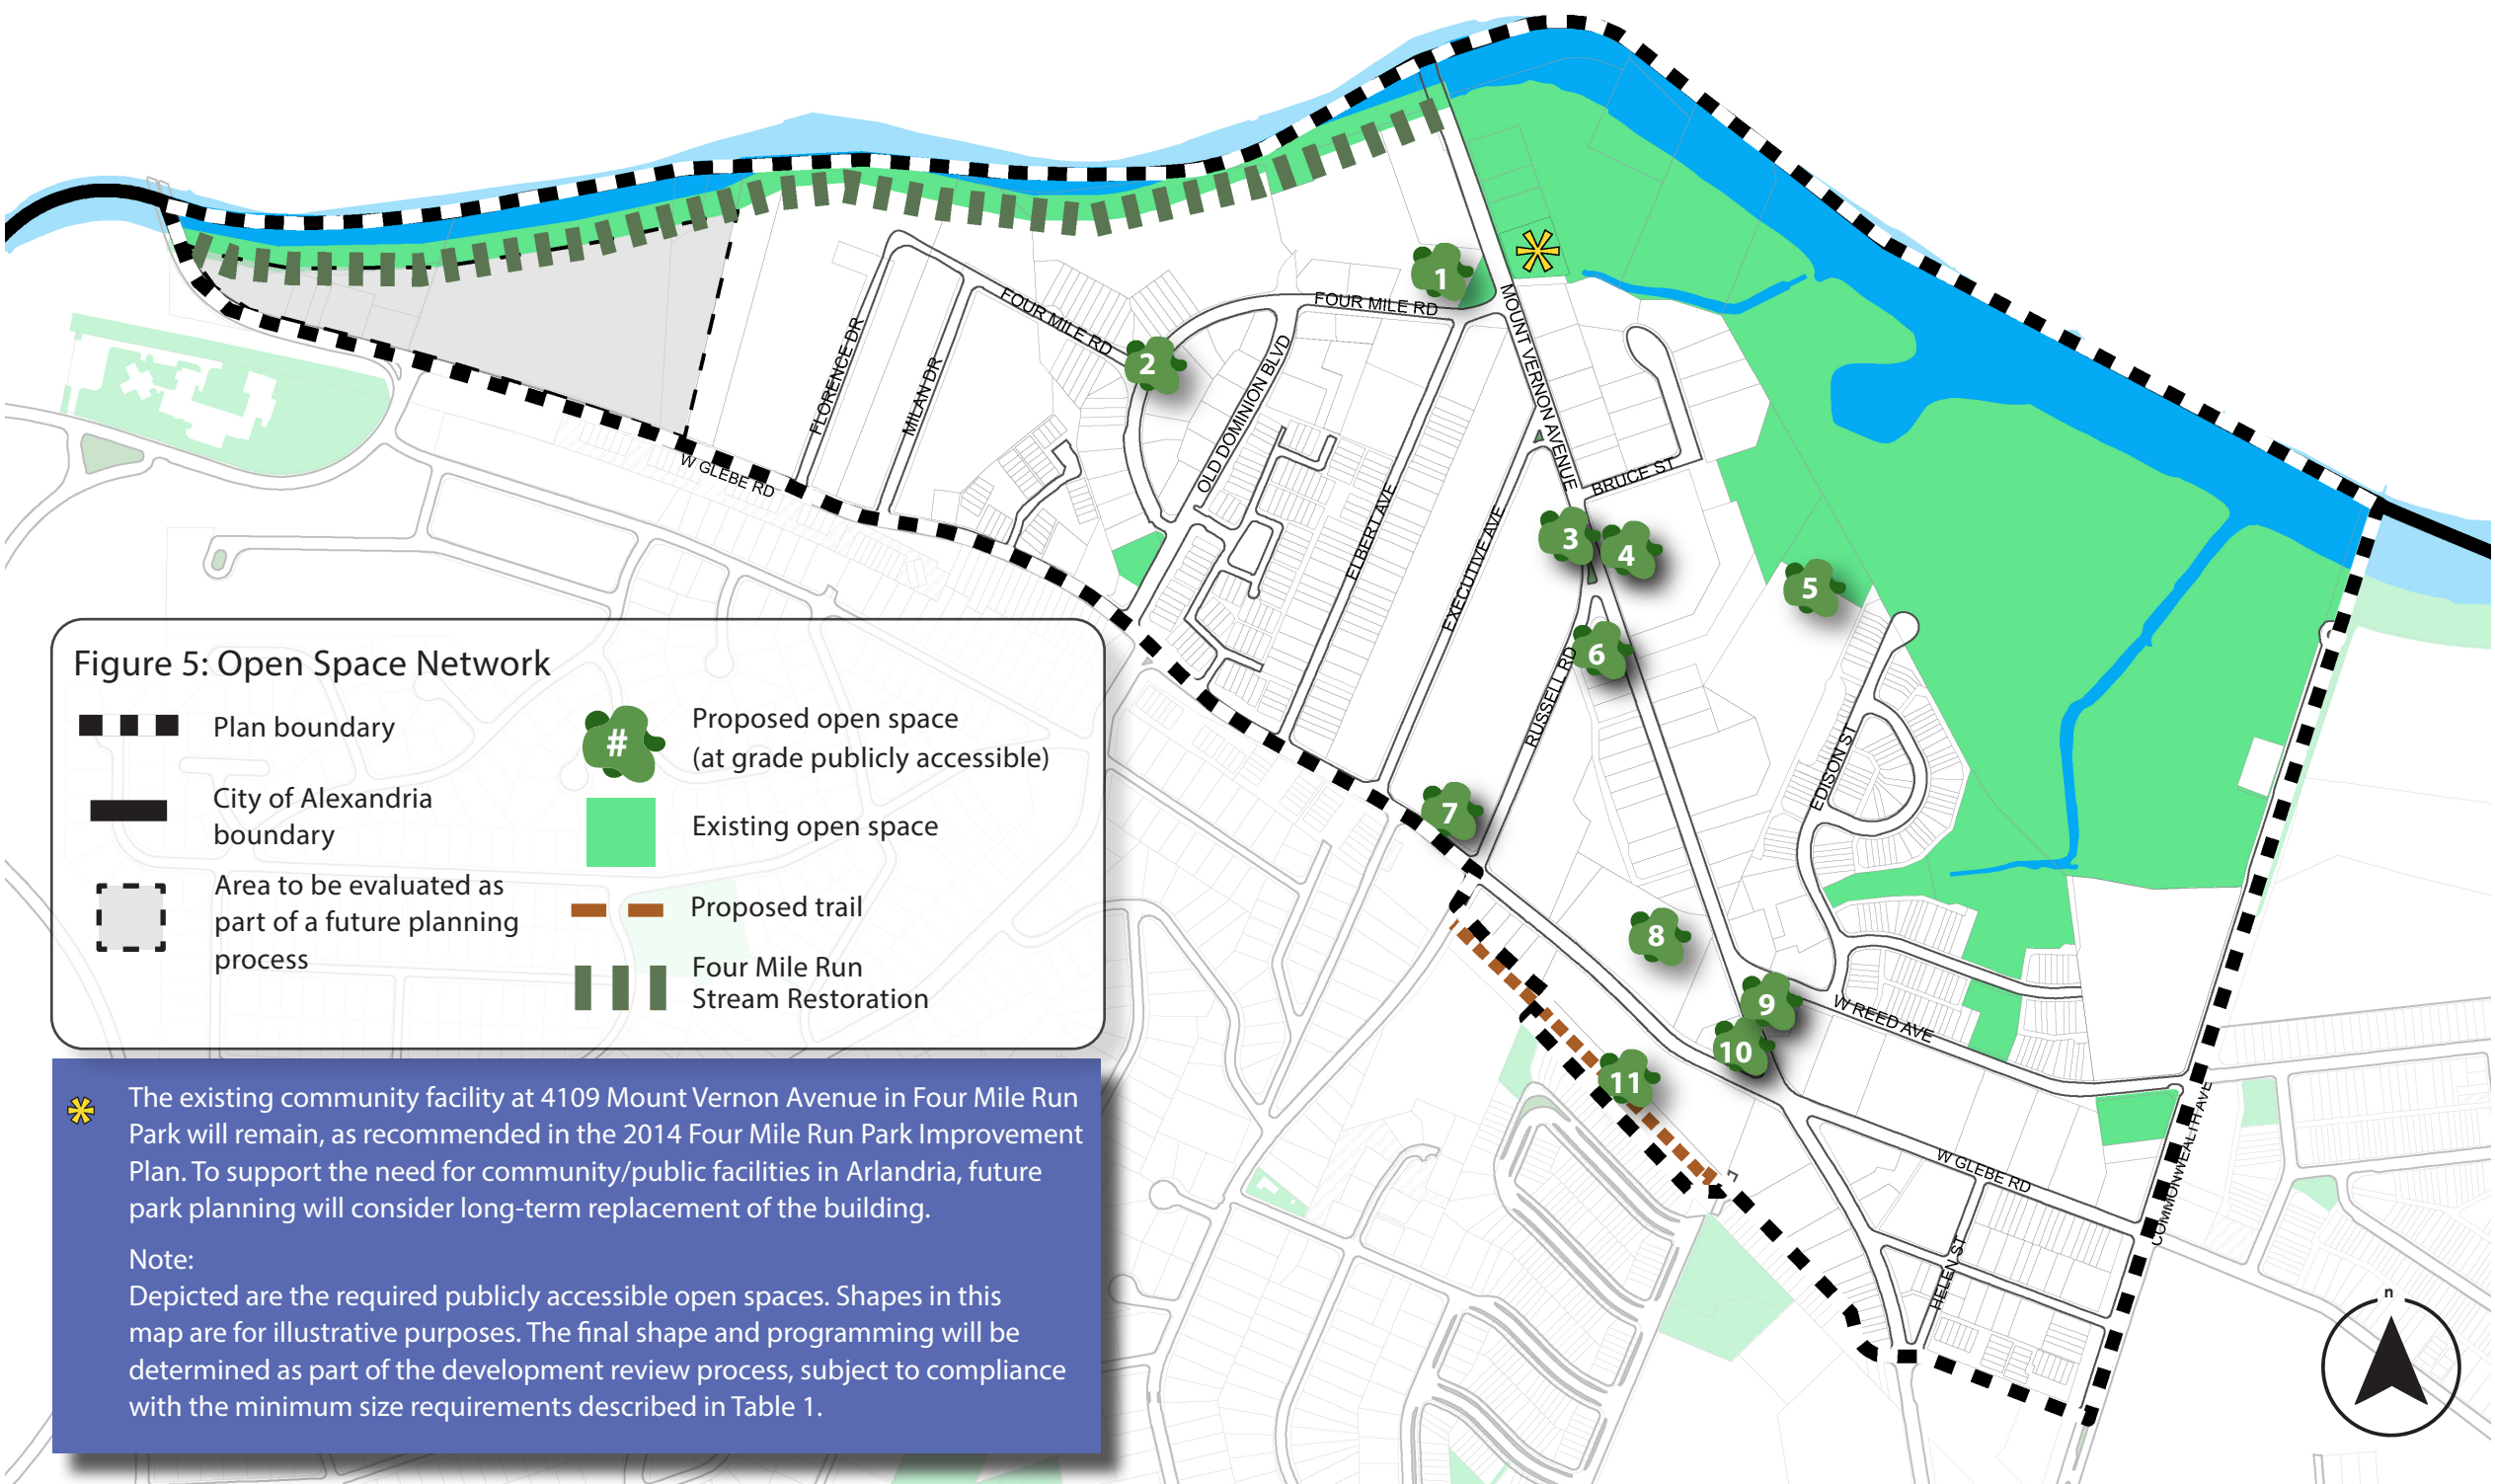 FOUR MILE RD
FOUR MILE RD
MOUNT VERNON AVENUE
FLORENCE DR
MILAN DR
OLD DOMINION BLVD
W GLEBE RD
ELBERT AVE
EXECUTIVE AVE
BRUCE ST
RUSSELL RD
EDISON ST
W REED AVE
W GLEBE RD
HELEN ST
COMMONWEALTH AVE
1
2
3
4
5
6
7
8
9
10
11
n
Figure 5: Open Space Network
Plan boundary
City of Alexandria
boundary
Area to be evaluated as
part of a future planning
process
#
Proposed open space
(at grade publicly accessible)
Existing open space
Proposed trail
Four Mile Run
Stream Restoration
The existing community facility at 4109 Mount Vernon Avenue in Four Mile Run
Park will remain, as recommended in the 2014 Four Mile Run Park Improvement
Plan. To support the need for community/public facilities in Arlandria, future
park planning will consider long-term replacement of the building.
Note:
Depicted are the required publicly accessible open spaces. Shapes in this
map are for illustrative purposes. The final shape and programming will be
determined as part of the development review process, subject to compliance
with the minimum size requirements described in Table 1.